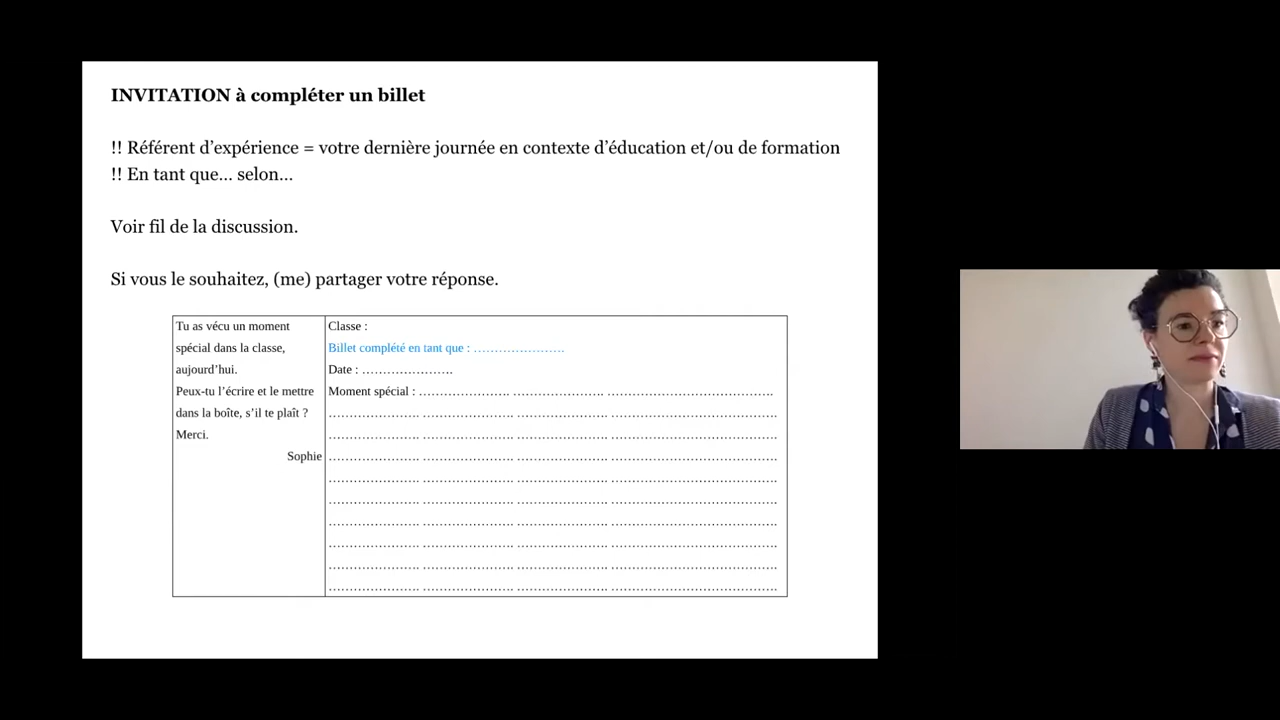 INVITATION à compléter un billet
!! Référent d’expérience = votre dernière journée en contexte d’éducation et/ou de formation
!! En tant que… selon…
Voir fil de la discussion.
Si vous le souhaitez, (me) partager votre réponse.
Tu as vécu un moment
spécial dans la classe,
aujourd’hui.
Peux-tu l’écrire et le mettre
dans la boîte, s’il te plaît ?
Merci.
Sophie
Classe :
Billet complété en tant que : ………………….
Date : ………………….
Moment spécial : …………………. …………………. ………………………………….
…………………. …………………. …………………. ………………………………….
…………………. …………………. …………………. ………………………………….
…………………. …………………. …………………. ………………………………….
…………………. …………………. …………………. ………………………………….
…………………. …………………. …………………. ………………………………….
…………………. …………………. …………………. ………………………………….
…………………. …………………. …………………. ………………………………….
…………………. …………………. …………………. ………………………………….
…………………. …………………. …………………. ………………………………….